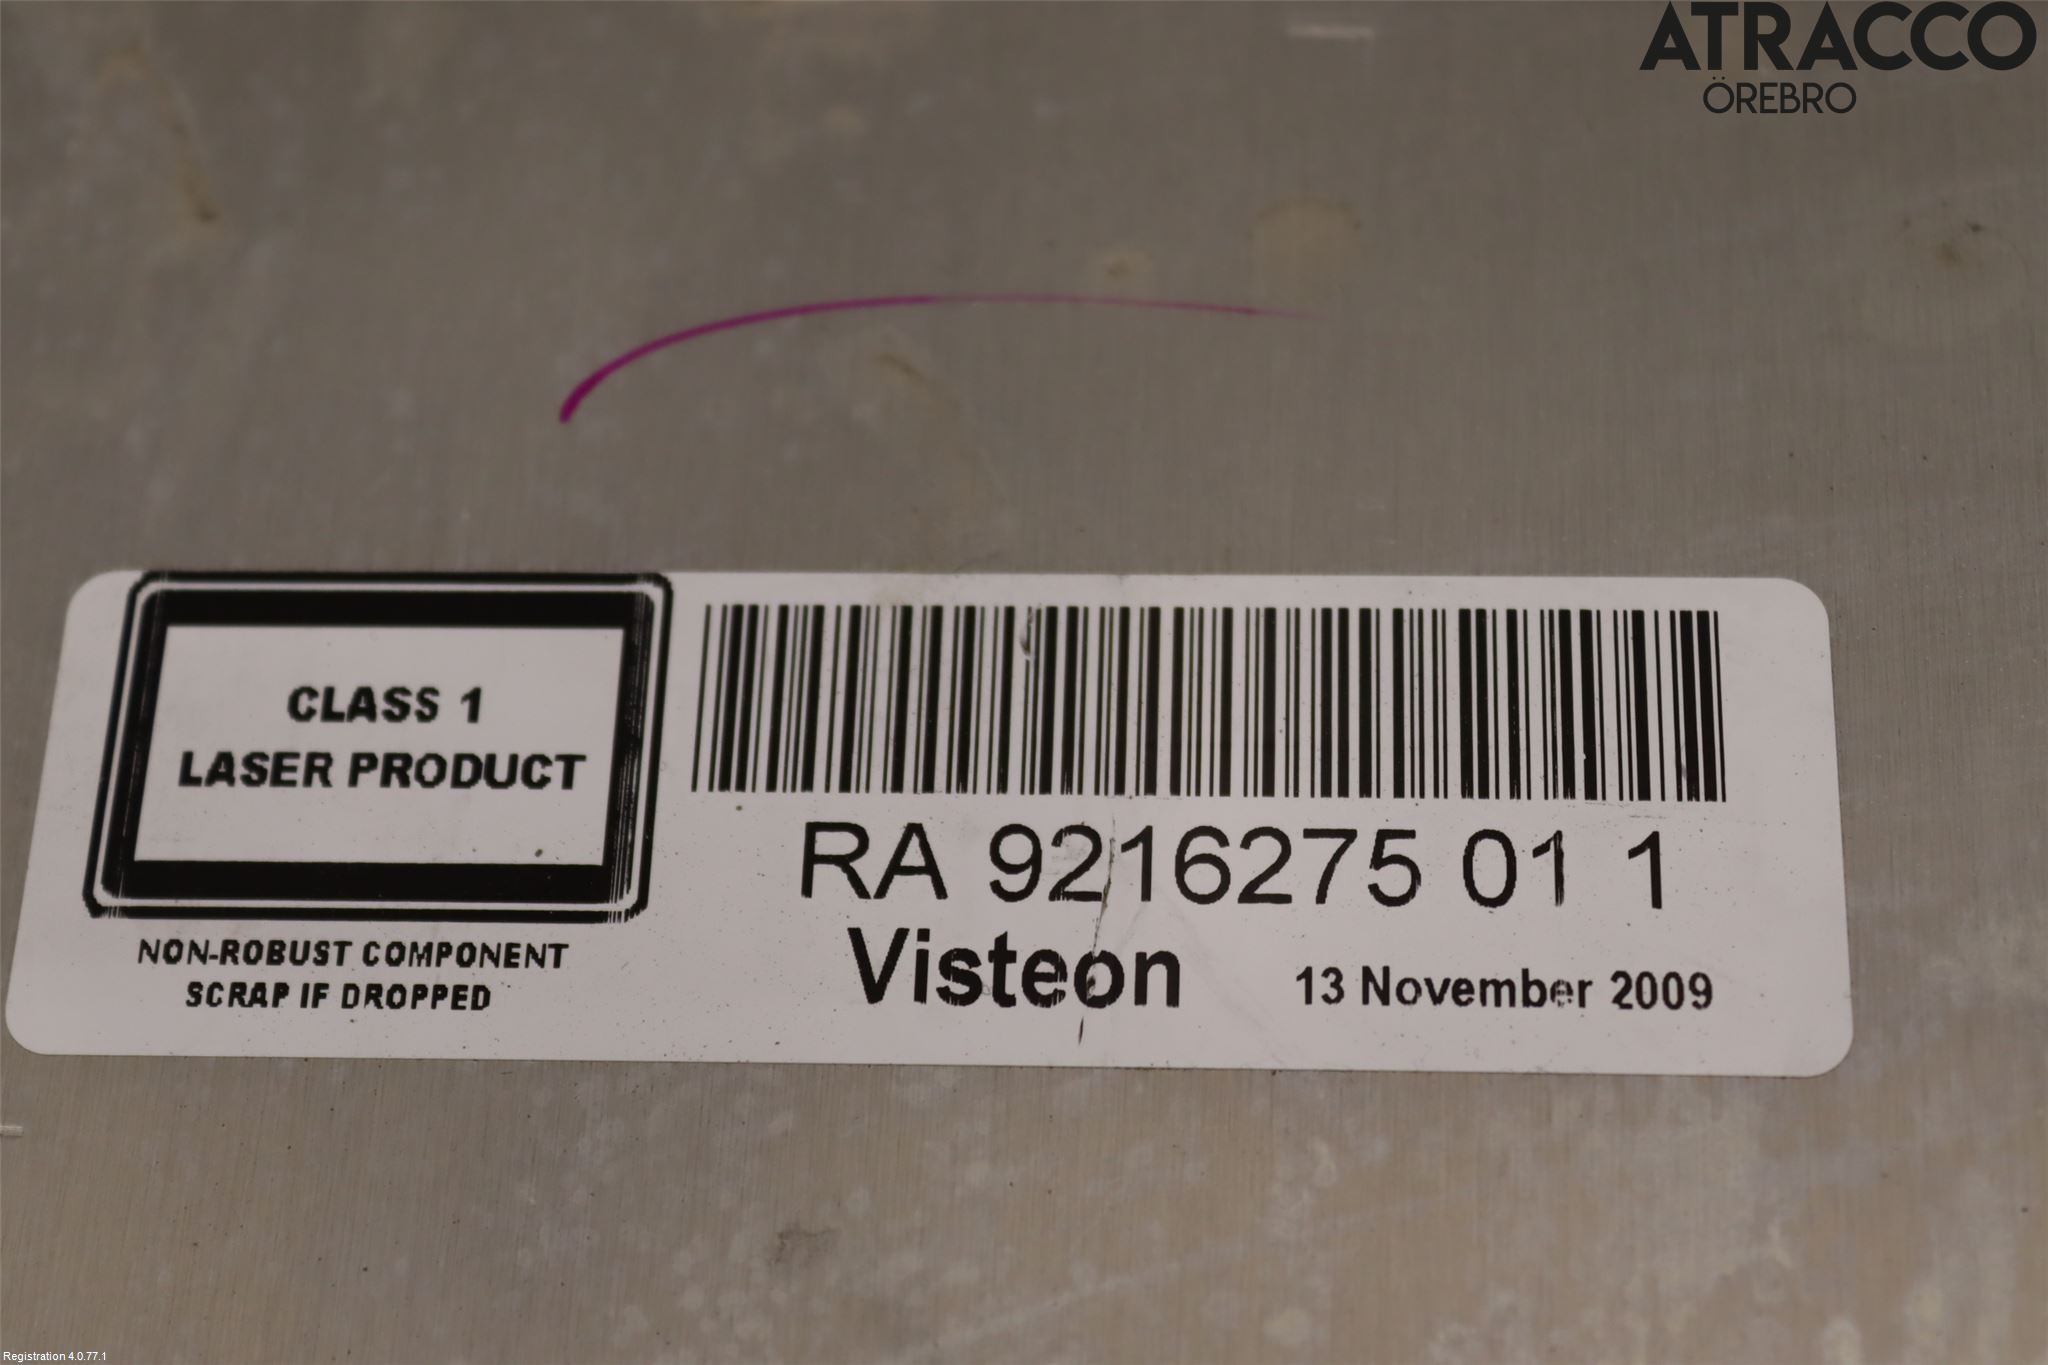 ATRACCO
ÖREBRO
CLASS 1
LASER PRODUCT
NON-ROBUST COMPONENT
SCRAP IF DROPPED
RA 9216275 01 1
Visteon 13 November 2009
Registration 4.0.77.1